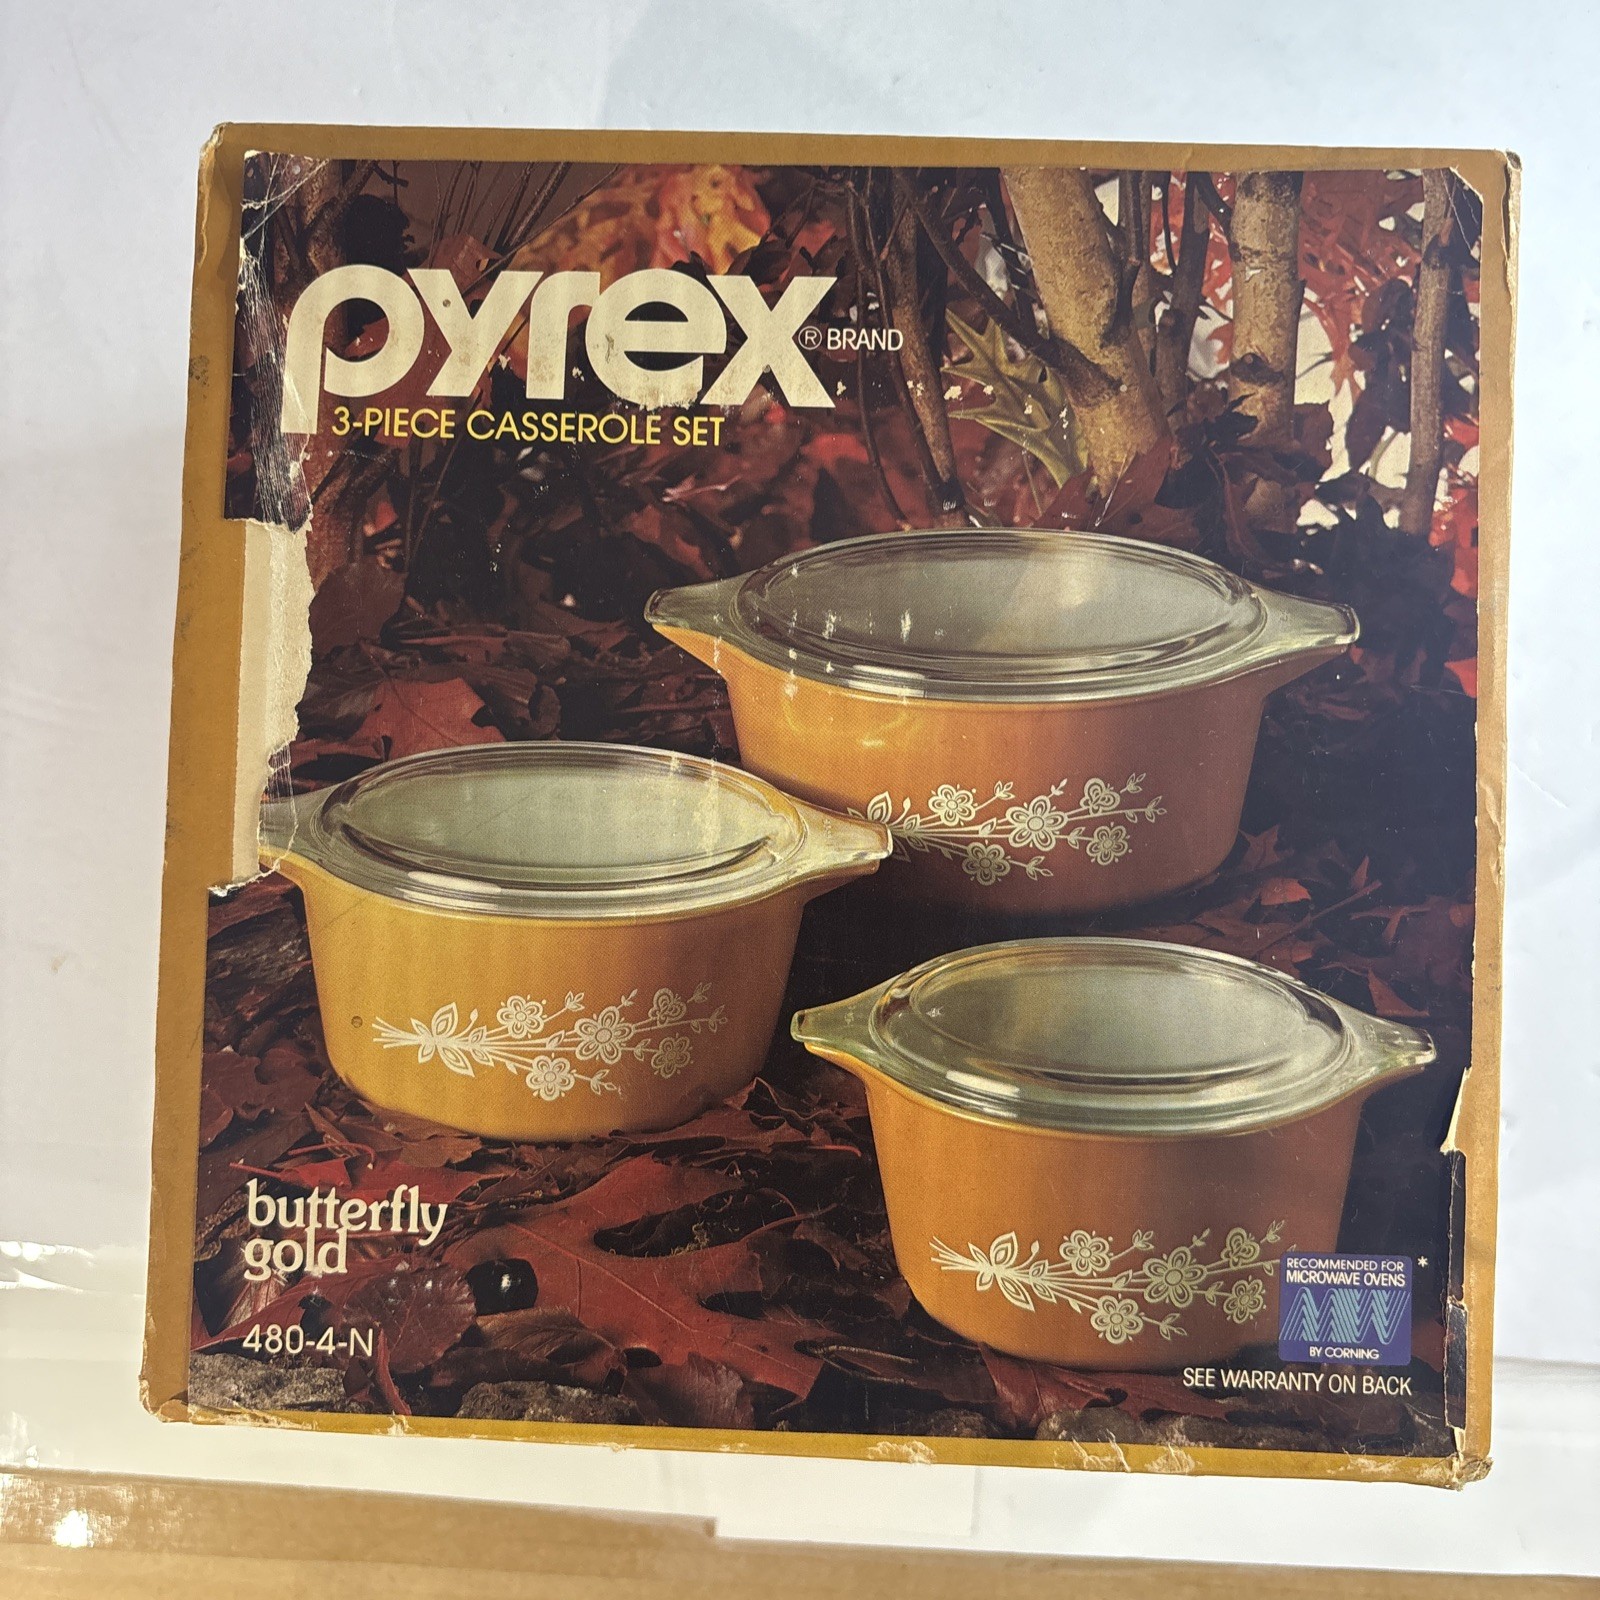 pyrex® BRAND
3-PIECE CASSEROLE SET
butterfly
gold
480-4-N
RECOMMENDED FOR *
MICROWAVE OVENS
MW
BY CORNING
SEE WARRANTY ON BACK